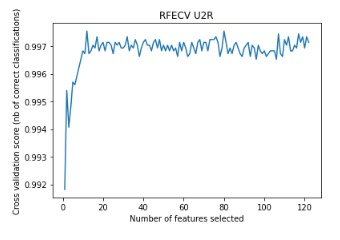 RFECV U2R
Cross validation score (nb of correct classifications)
0.997
0.996
0.995
0.994
0.993
0.992
0 20 40 60 80 100 120
Number of features selected